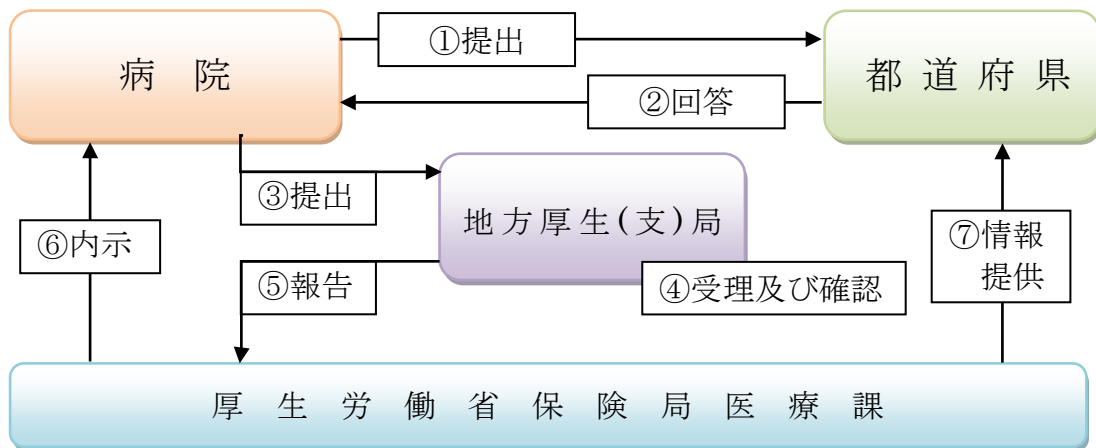 ①提出
病院
都道府県
②回答
③提出
地方厚生(支)局
⑥内示
⑦情報
提供
⑤報告
④受理及び確認
厚生労働省保険局医療課